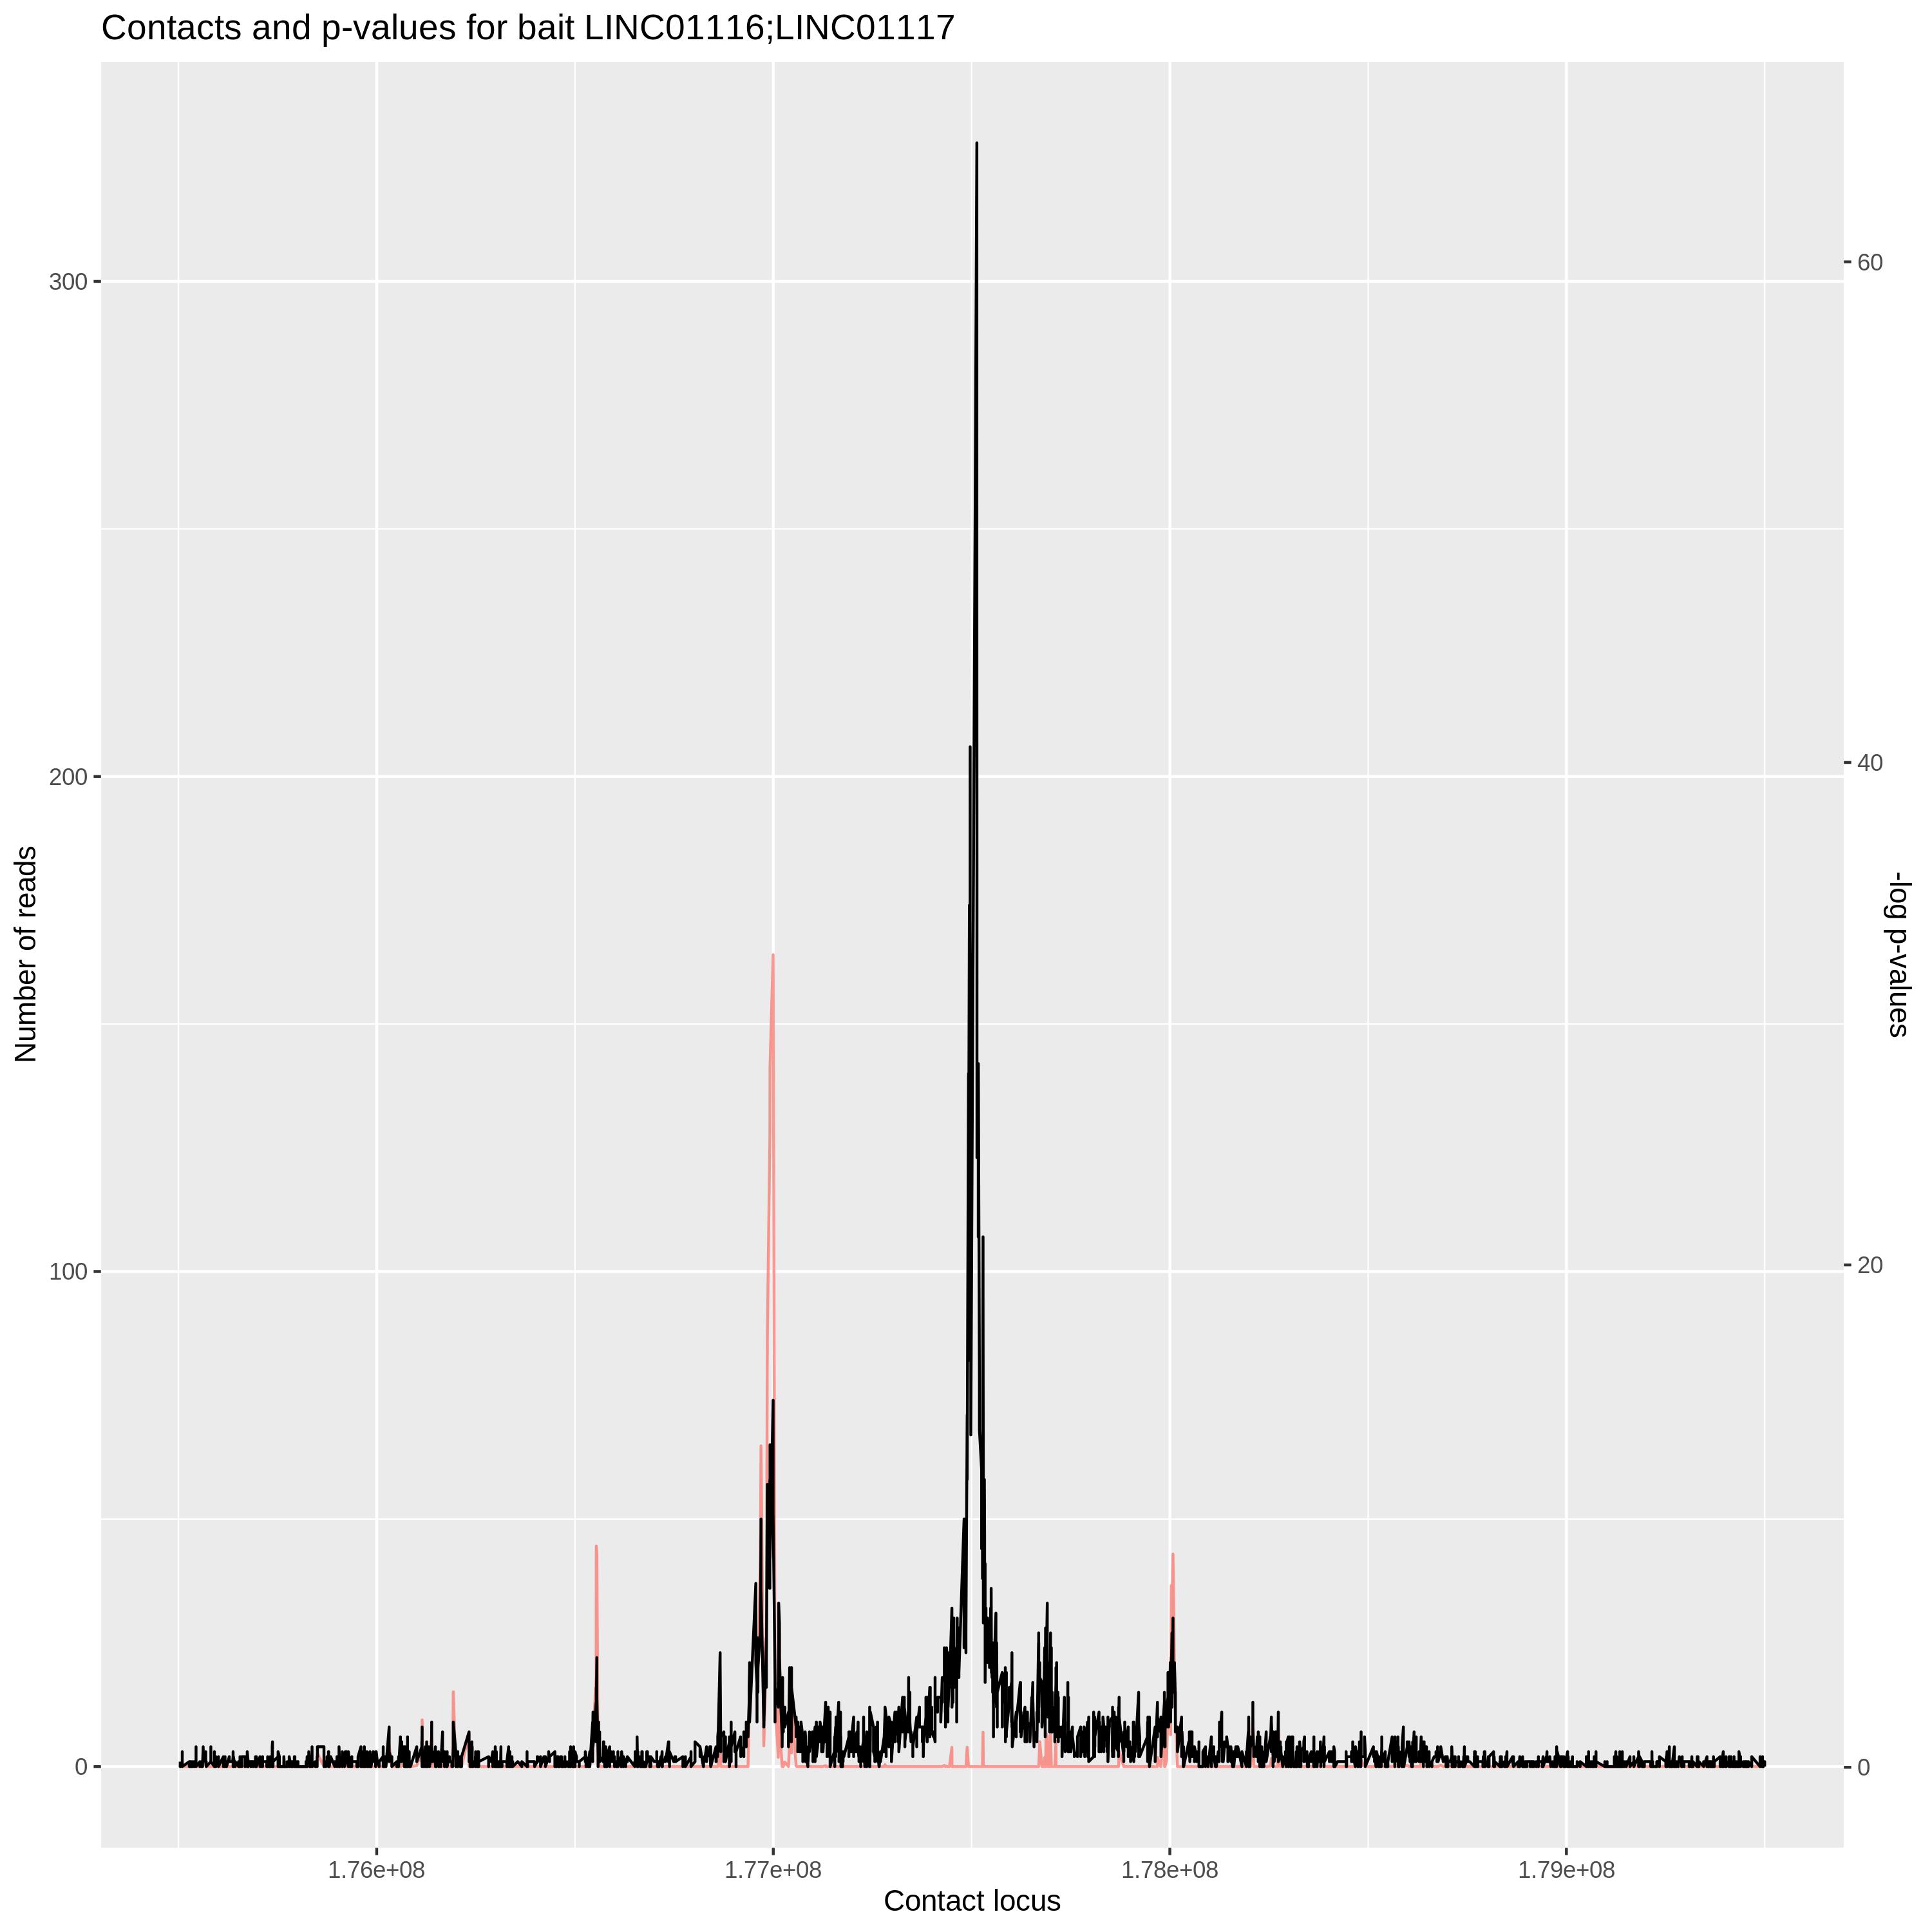 Contacts and p-values for bait LINC01116;LINC01117
Number of reads
300
200
100
0
60
40
20
0
-log p-values
1.76e+08 1.77e+08 1.78e+08 1.79e+08
Contact locus